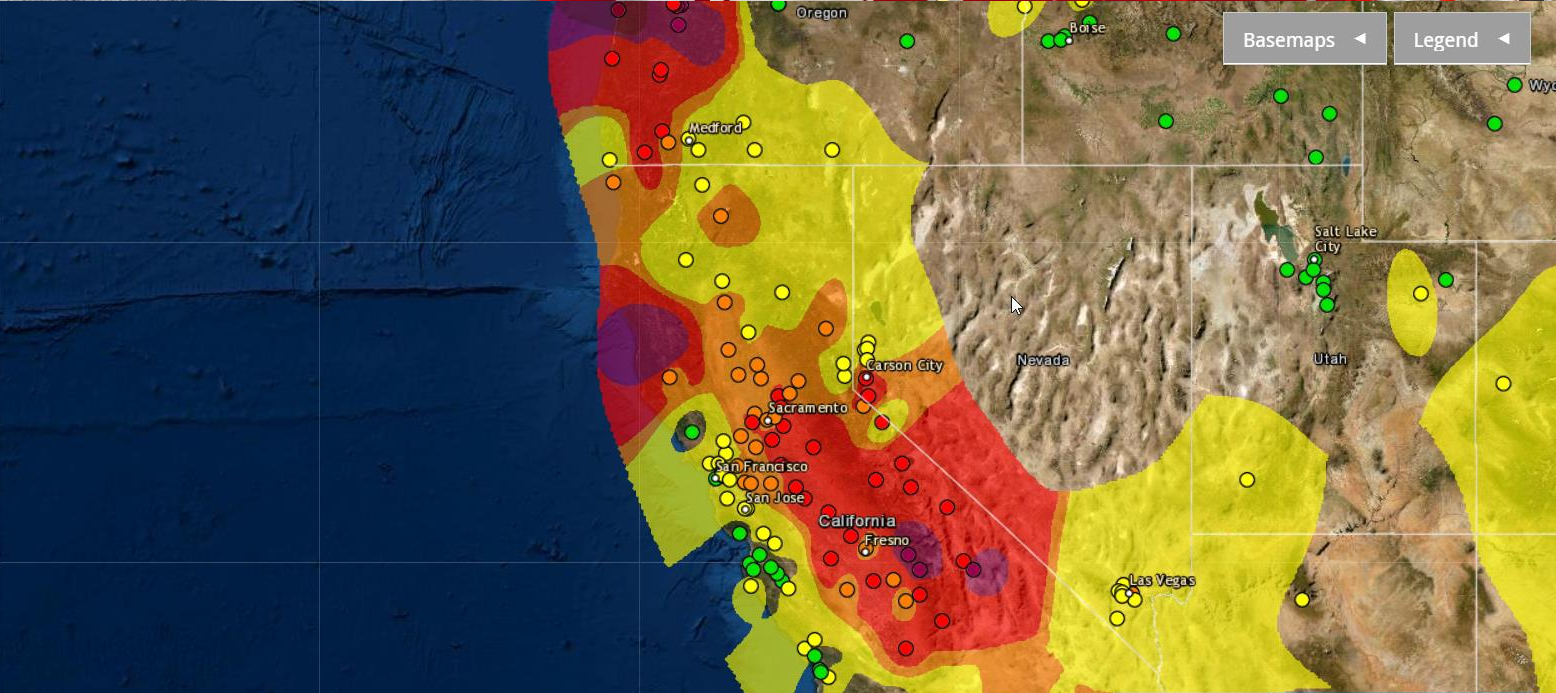 Oregon
Boise
Basemaps ◄
Legend ◄
Wyo
Medford
Salt Lake
City
Carson City
Nevada
Utah
Sacramento
San Francisco
San Jose
California
Fresno
Las Vegas